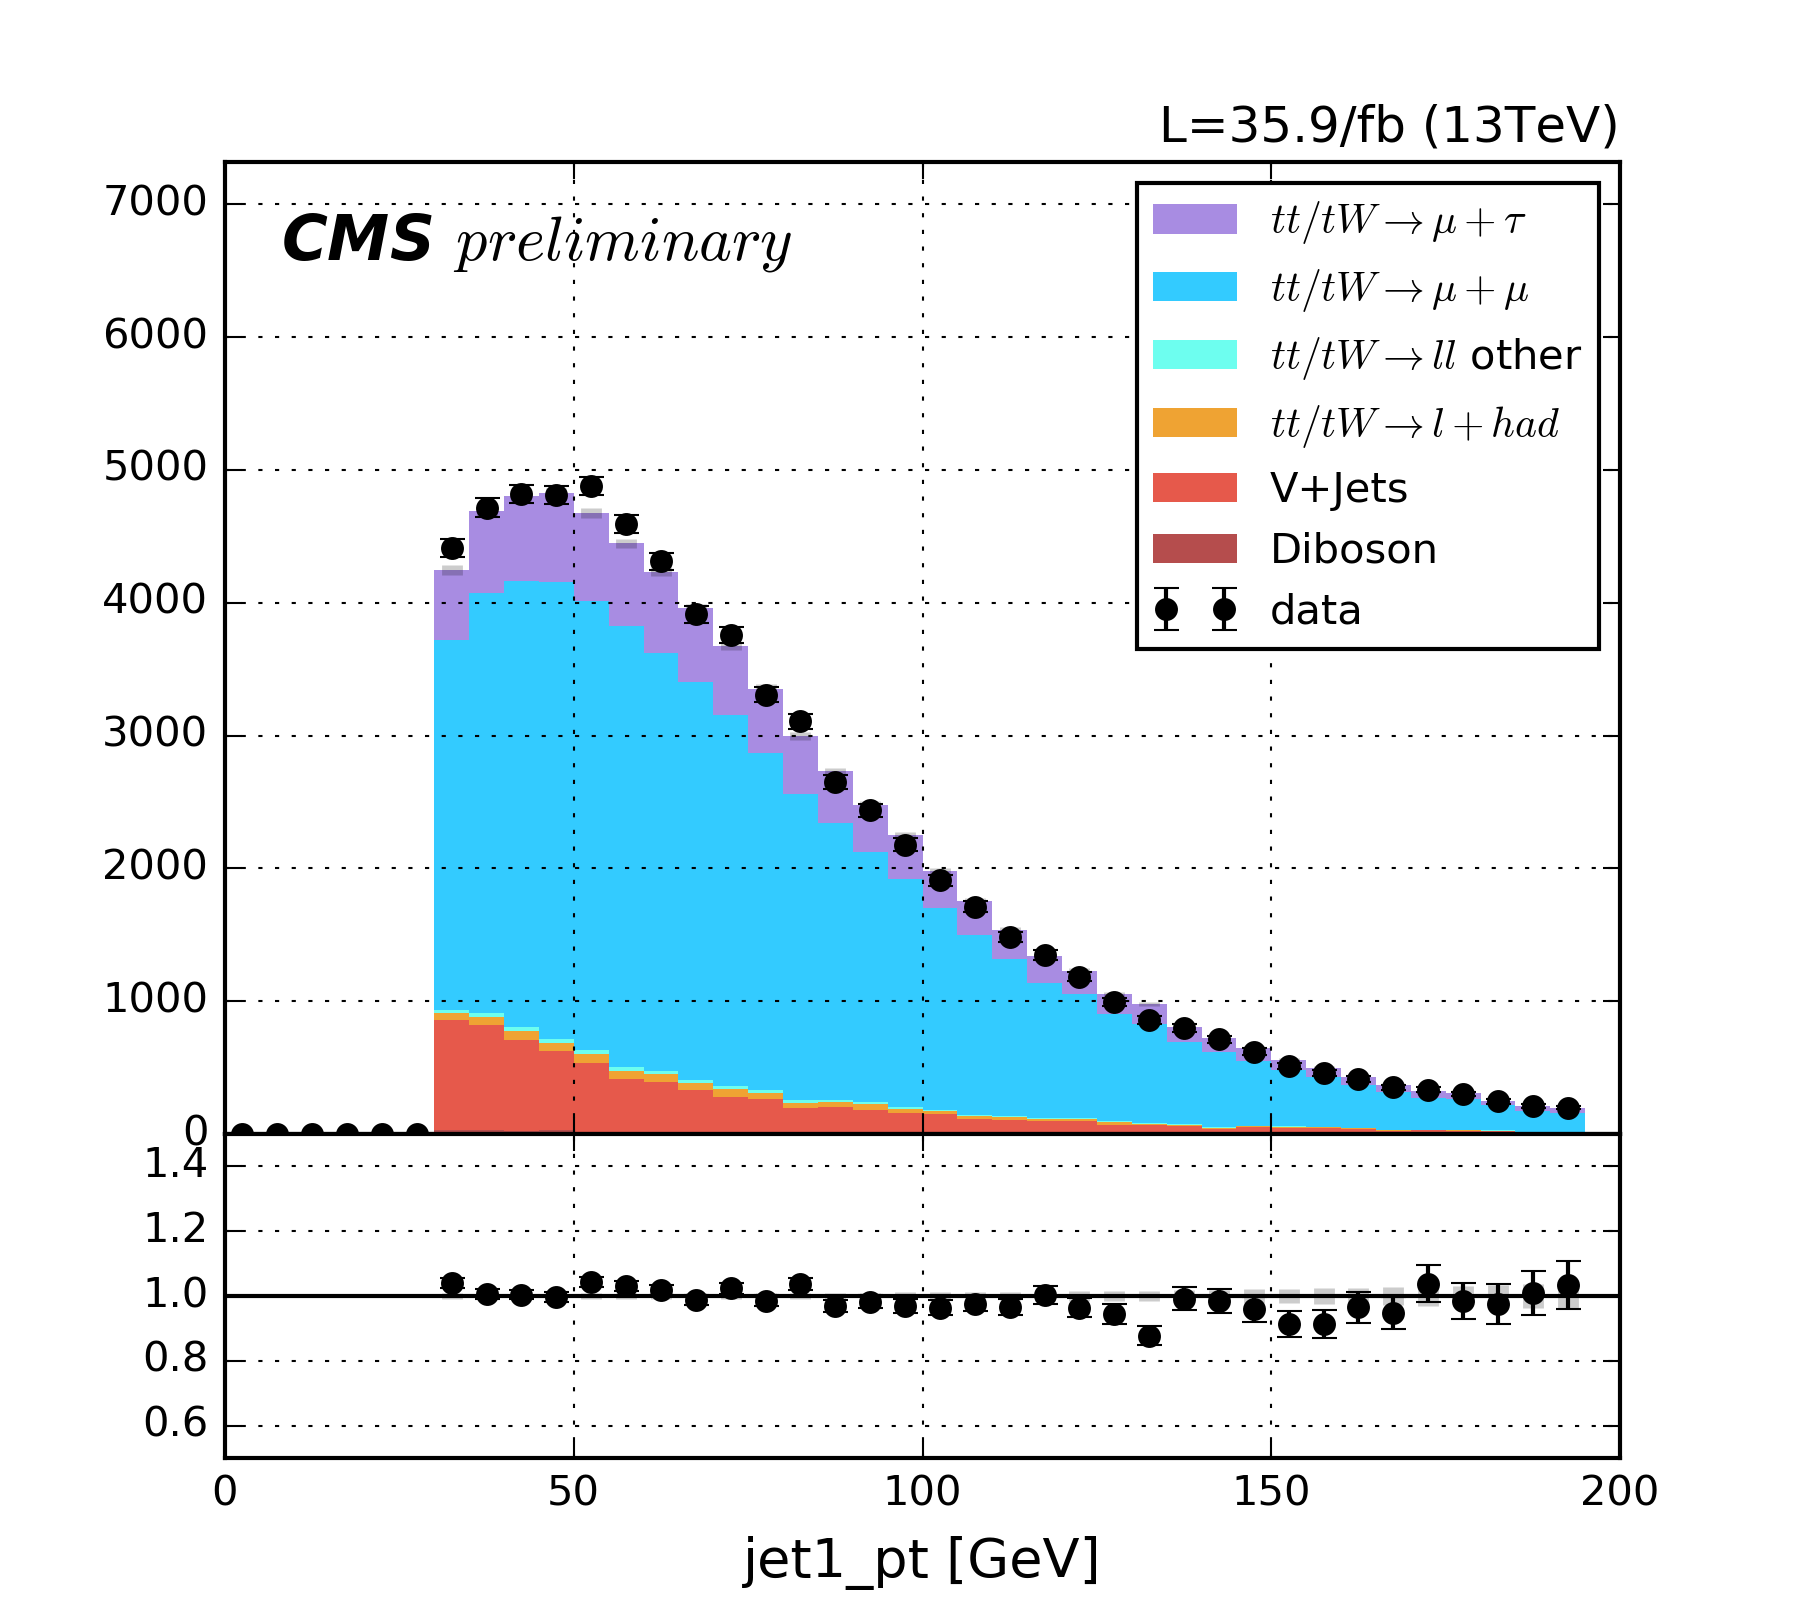 L=35.9/fb (13TeV)
CMS preliminary
7000
6000
5000
4000
3000
2000
1000
0
tt/tW→μ+τ
tt/tW→μ+μ
tt/tW→ll other
tt/tW→l+had
V+Jets
Diboson
data
1.4
1.2
1.0
0.8
0.6
0 50 100 150 200
jet1_pt [GeV]